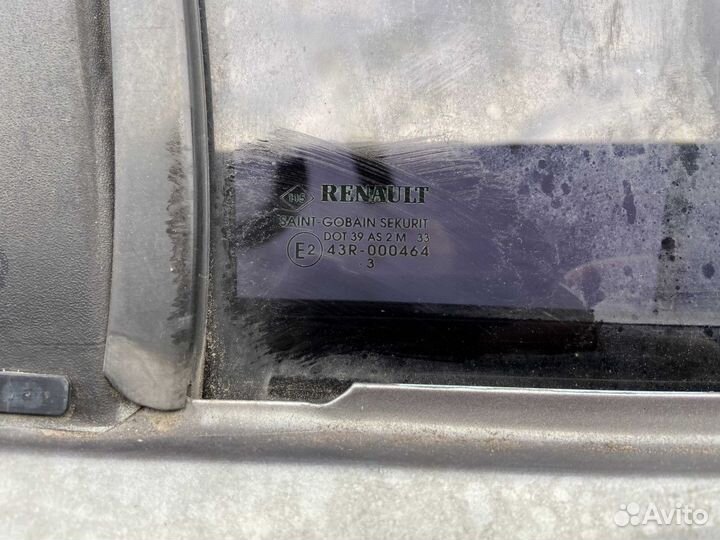 RENAULT
SAINT-GOBAIN SEKURIT
DOT 39 AS 2 M 33
E2 43R-000464
3
Avito